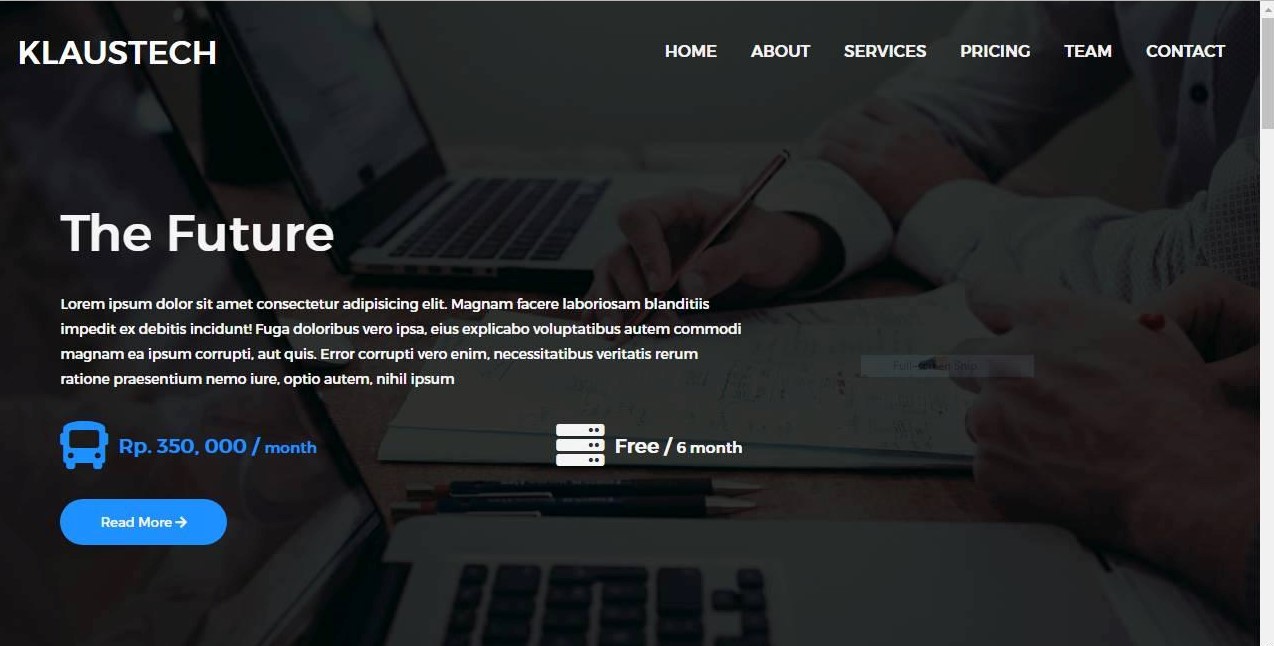 KLAUSTECH
HOME ABOUT SERVICES PRICING TEAM CONTACT
The Future
Lorem ipsum dolor sit amet consectetur adipisicing elit. Magnam facere laboriosam blanditiis
impedit ex debitis incidunt! Fuga doloribus vero ipsa, eius explicabo voluptatibus autem commodi
magnam ea ipsum corrupti, aut quis. Error corrupti vero enim, necessitatibus veritatis rerum
ratione praesentium nemo iure, optio autem, nihil ipsum
Rp. 350, 000 / month
Free / 6 month
Read More
Snip